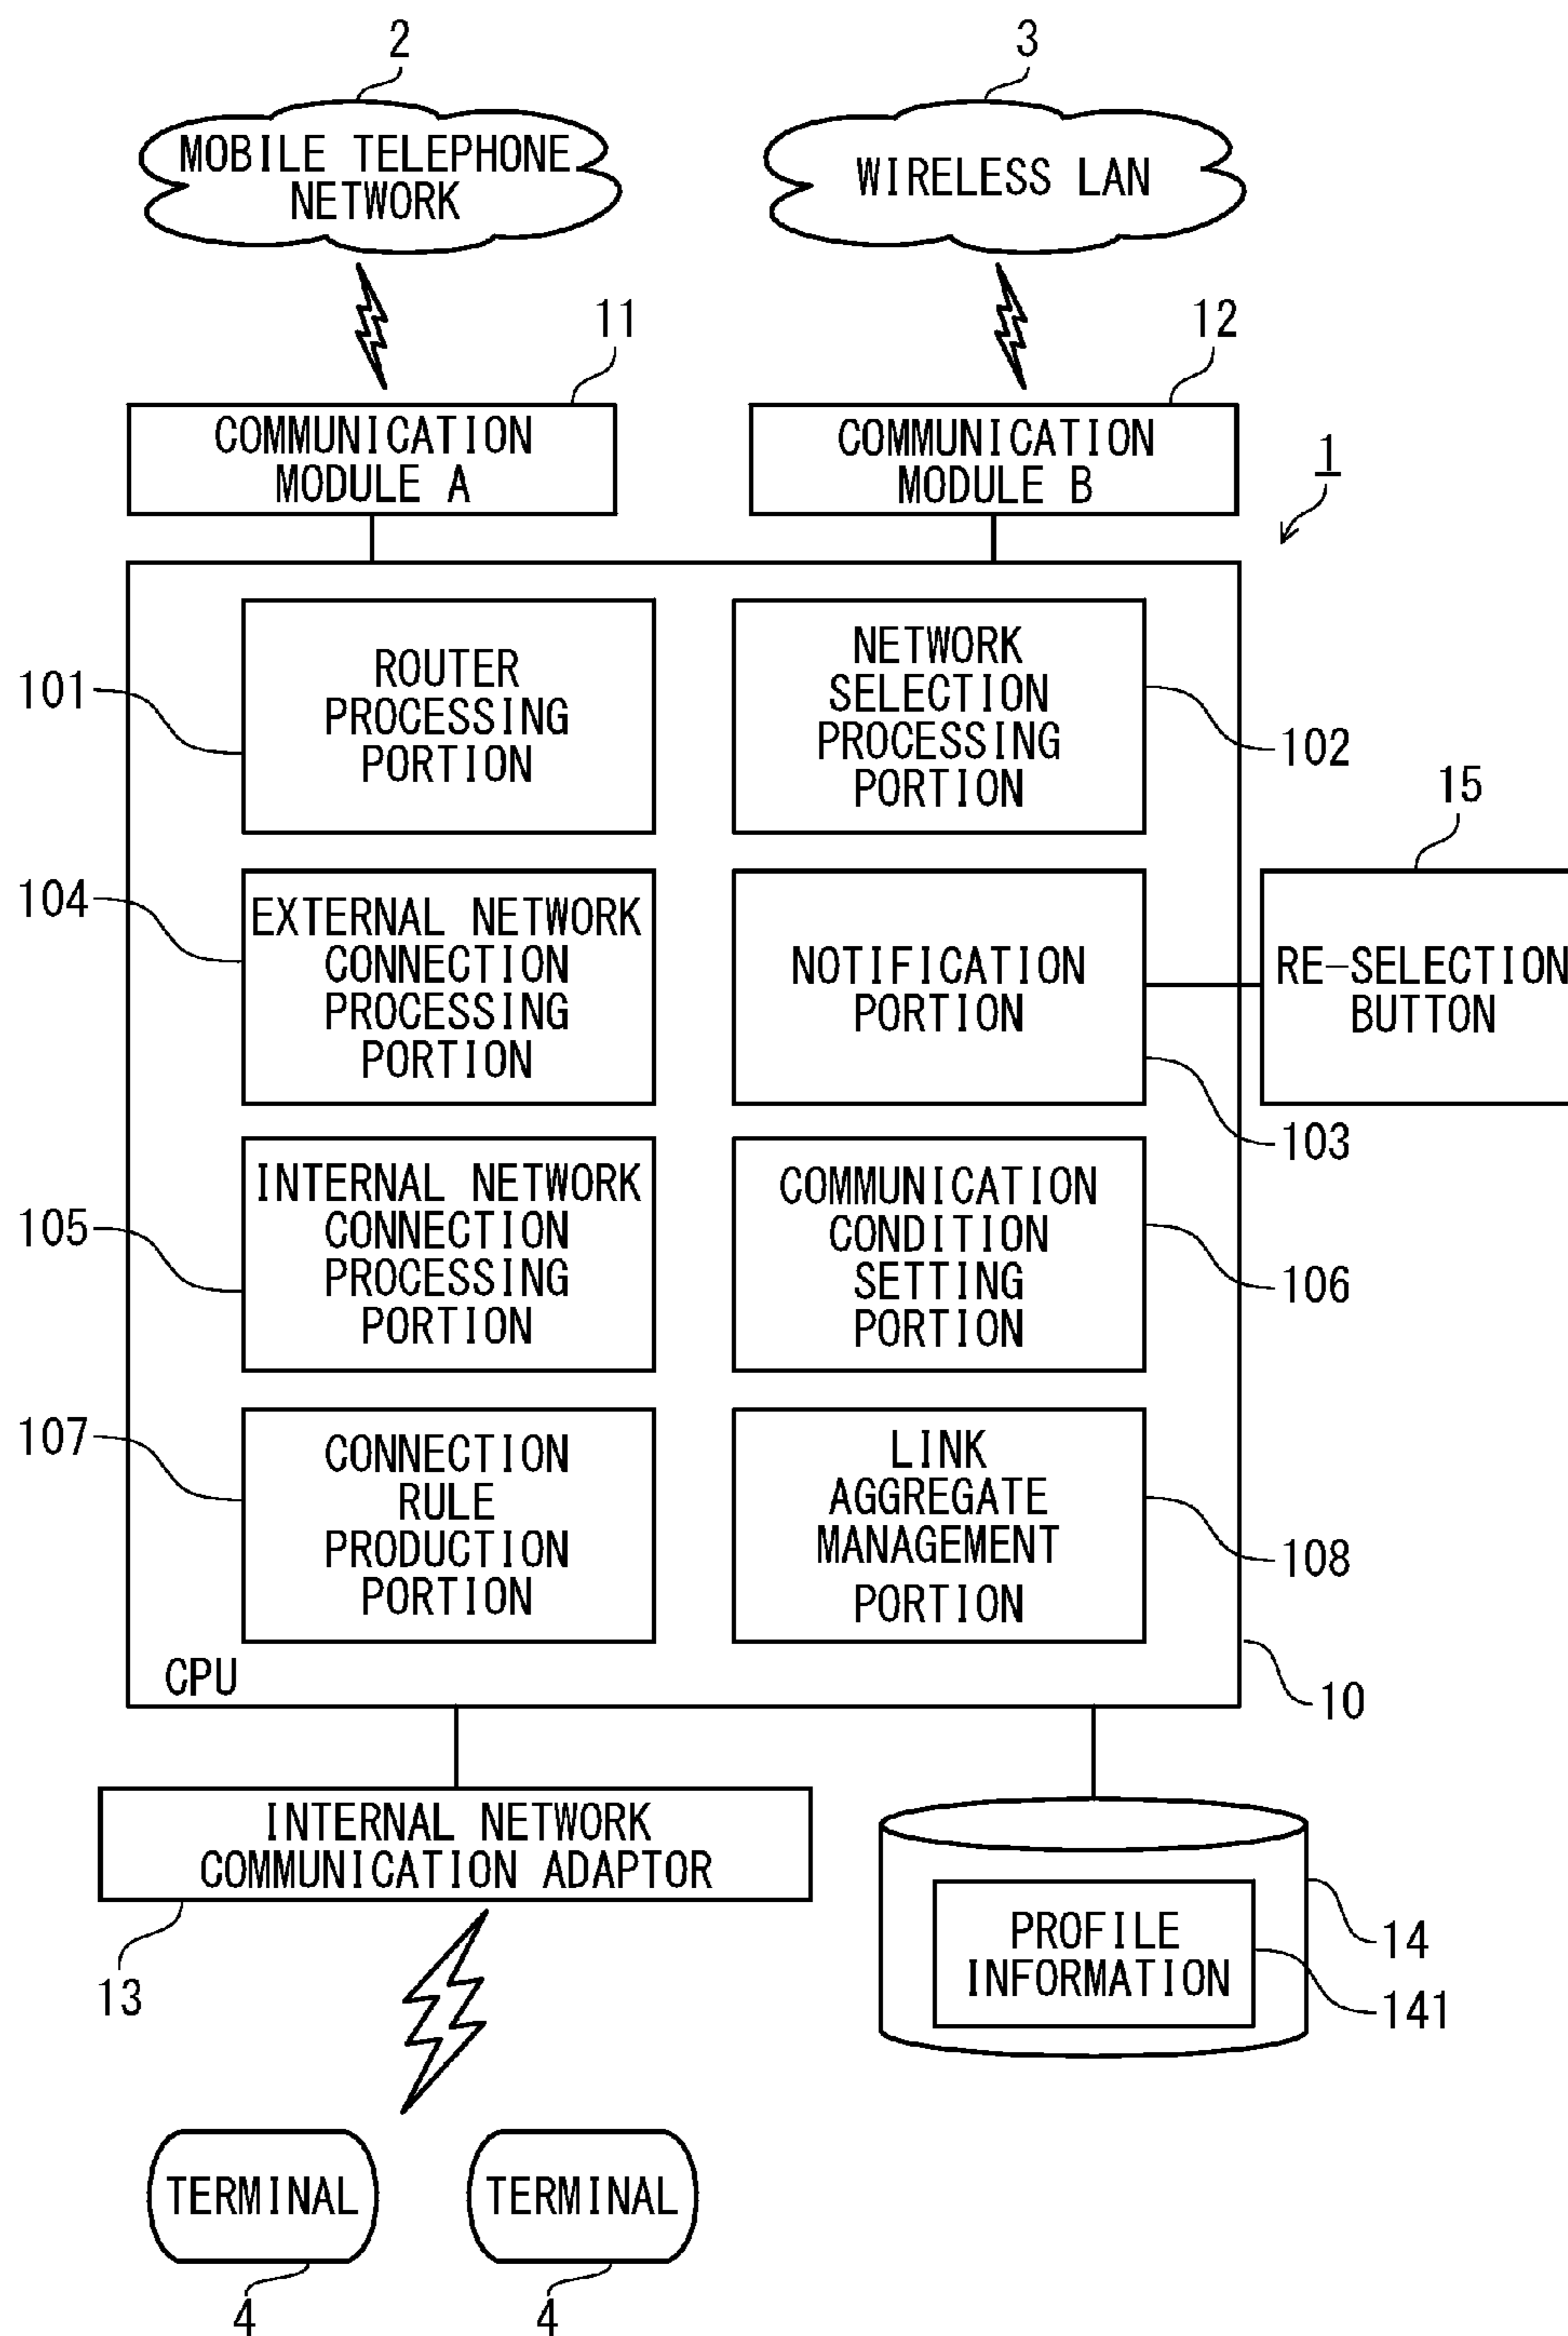 2
3
MOBILE TELEPHONE
NETWORK
WIRELESS LAN
11
12
COMMUNICATION
MODULE A
COMMUNICATION
MODULE B
1
ROUTER
PROCESSING
PORTION
101
NETWORK
SELECTION
PROCESSING
PORTION
102
15
104
EXTERNAL NETWORK
CONNECTION
PROCESSING
PORTION
NOTIFICATION
PORTION
RE-SELECTION
BUTTON
103
105
INTERNAL NETWORK
CONNECTION
PROCESSING
PORTION
COMMUNICATION
CONDITION
SETTING
PORTION
106
107
CONNECTION
RULE
PRODUCTION
PORTION
LINK
AGGREGATE
MANAGEMENT
PORTION
108
CPU
10
INTERNAL NETWORK
COMMUNICATION ADAPTOR
13
PROFILE
INFORMATION
14
141
TERMINAL
TERMINAL
4
4